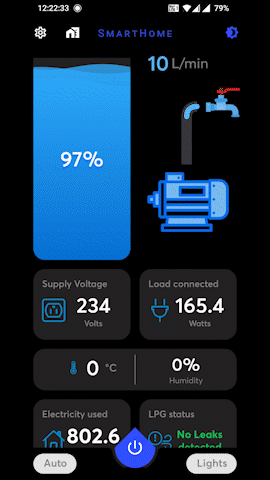 12:22:33
79%
SmartHome
10 L/min
97%
Supply Voltage
234
Volts
Load connected
165.4
Watts
0 °C
0%
Humidity
Electricity used
802.6
LPG status
No Leaks
detected
Auto
Lights